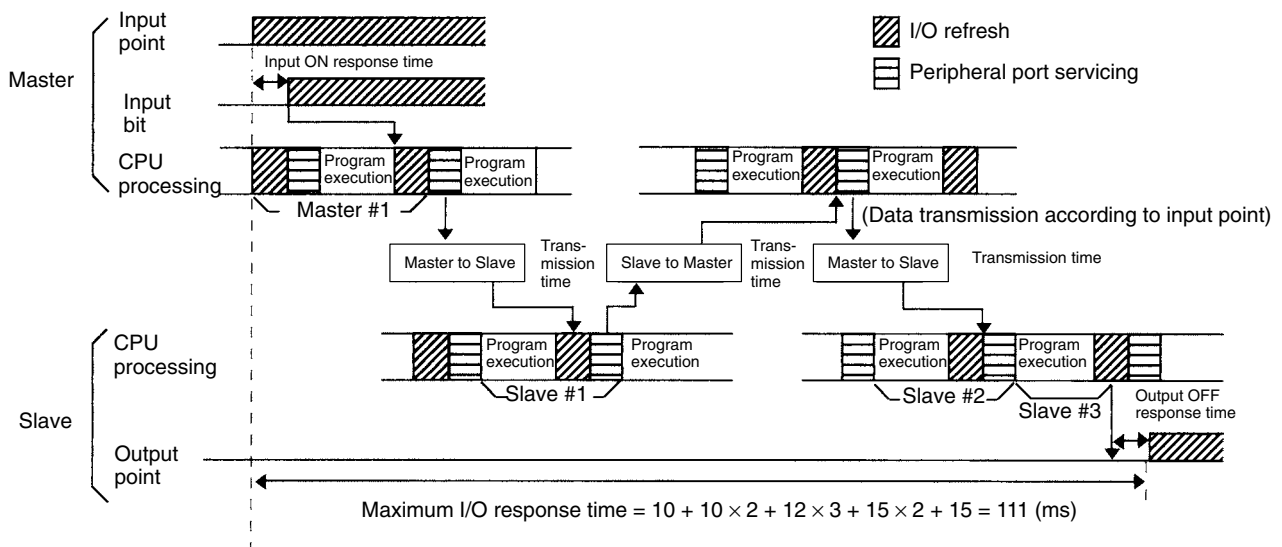 Input
point
I/O refresh
Peripheral port servicing
Input ON response time
Master
Input
bit
CPU
processing
Program
execution
Program
execution
Program
execution
Program
execution
Master #1
(Data transmission according to input point)
Master to Slave
Trans-
mission
time
Slave to Master
Trans-
mission
time
Master to Slave
Transmission time
CPU
processing
Program
execution
Program
execution
Program
execution
Program
execution
Slave #1
Slave #2
Slave #3
Output OFF
response time
Slave
Output
point
Maximum I/O response time = 10 + 10 × 2 + 12 × 3 + 15 × 2 + 15 = 111 (ms)